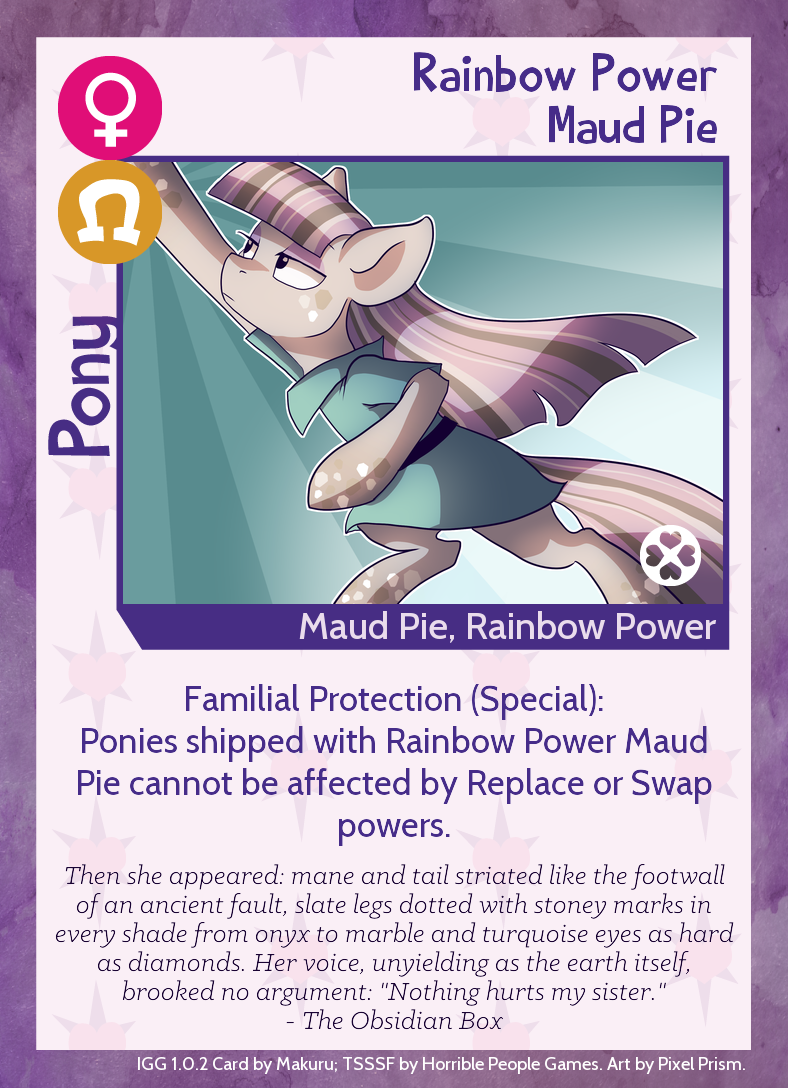 Rainbow Power
Maud Pie
Pony
Maud Pie, Rainbow Power
Familial Protection (Special):
Ponies shipped with Rainbow Power Maud
Pie cannot be affected by Replace or Swap
powers.
Then she appeared: mane and tail striated like the footwall
of an ancient fault, slate legs dotted with stoney marks in
every shade from onyx to marble and turquoise eyes as hard
as diamonds. Her voice, unyielding as the earth itself,
brooked no argument: "Nothing hurts my sister."
- The Obsidian Box
IGG 1.0.2 Card by Makuru; TSSSF by Horrible People Games. Art by Pixel Prism.